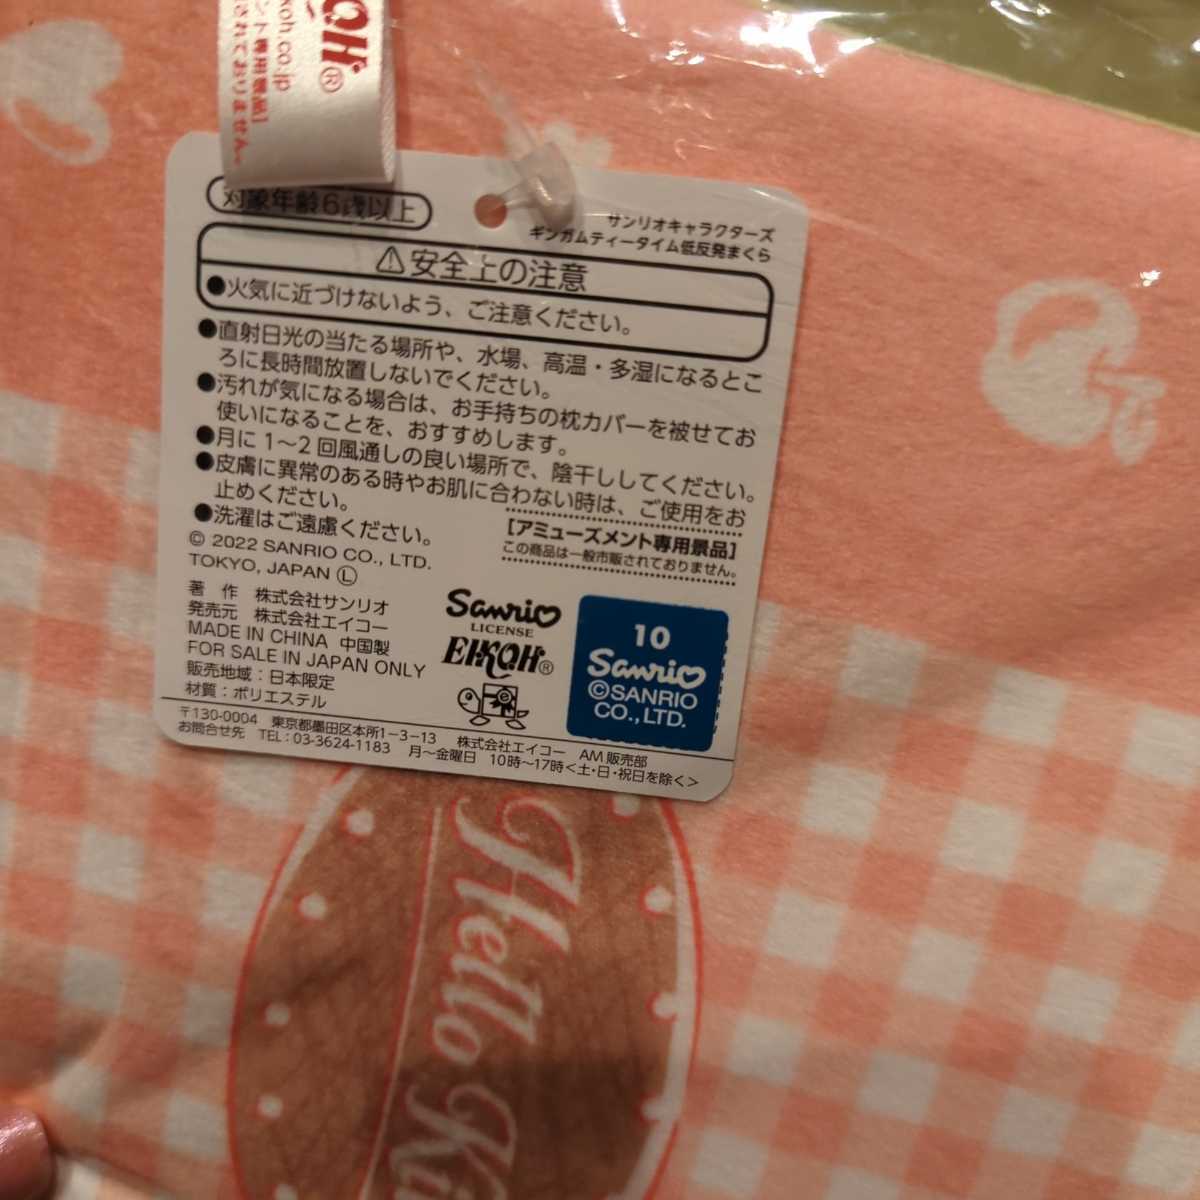 KOH®
koh.co.jp
ント専用景品]
されておりません。
対象年齢6歳以上
サンリオキャラクターズ
ギンガムティータイム低反発まくら
⚠安全上の注意
●火気に近づけないよう、ご注意ください。
●直射日光の当たる場所や、水場、高温・多湿になるとこ
ろに長時間放置しないでください。
●汚れが気になる場合は、お手持ちの枕カバーを被せてお
使いになることを、おすすめします。
●月に1〜2回風通しの良い場所で、陰干ししてください。
●皮膚に異常のある時やお肌に合わない時は、ご使用をお
止めください。
●洗濯はご遠慮ください。
[アミューズメント専用景品]
この商品は一般市販されておりません。
© 2022 SANRIO CO., LTD.
TOKYO, JAPAN Ⓛ
著 作 株式会社サンリオ
発売元 株式会社エイコー
MADE IN CHINA 中国製
FOR SALE IN JAPAN ONLY
販売地域：日本限定
材質：ポリエステル
Sanrio
LICENSE
EIKOH®
e
10
Sanrio
©SANRIO
CO., LTD.
〒130-0004 東京都墨田区本所1−3−13 株式会社エイコー AM販売部
お問合せ先 TEL：03-3624-1183 月〜金曜日 10時〜17時<土・日・祝日を除く>
Hello Ki